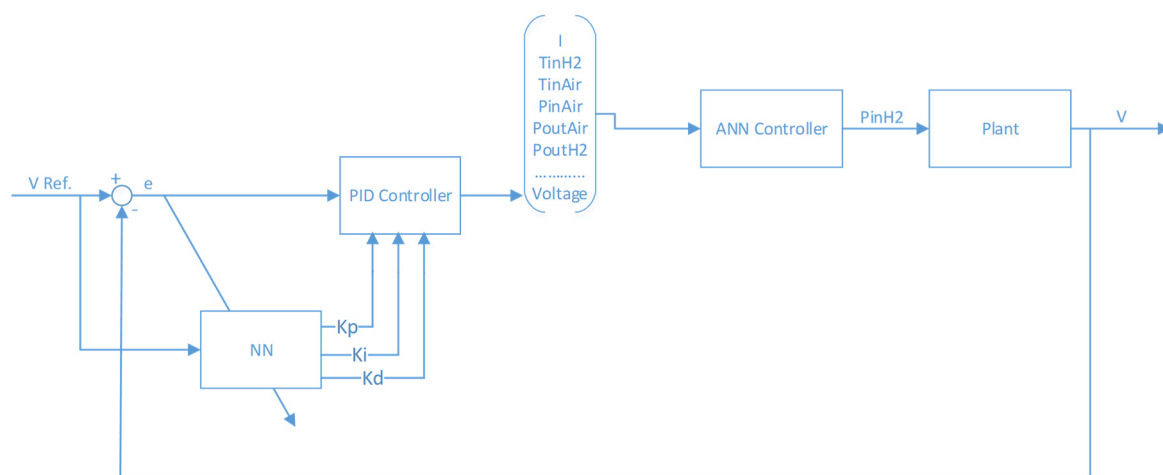 I
TinH2
TinAir
PinAir
PoutAir
PoutH2
.............
Voltage
ANN Controller
PinH2
Plant
V
V Ref.
+
-
e
PID Controller
NN
Kp
Ki
Kd